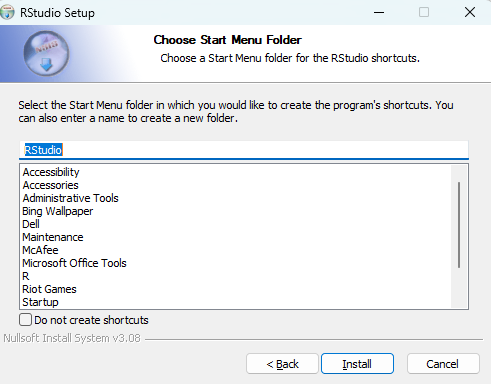 RStudio Setup
Choose Start Menu Folder
Choose a Start Menu folder for the RStudio shortcuts.
Select the Start Menu folder in which you would like to create the program's shortcuts. You
can also enter a name to create a new folder.
RStudio
Accessibility
Accessories
Administrative Tools
Bing Wallpaper
Dell
Maintenance
McAfee
Microsoft Office Tools
R
Riot Games
Startup
Do not create shortcuts
Nullsoft Install System v3.08
< Back
Install
Cancel